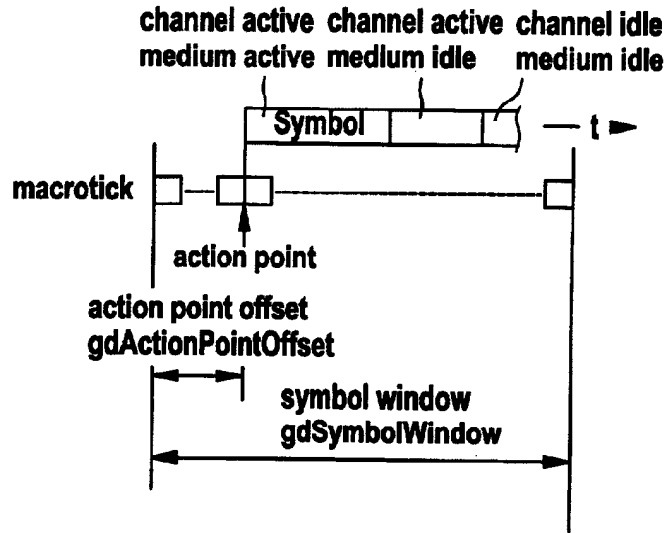 channel active channel active channel idle
medium active medium idle medium idle
Symbol
t
macrotick
action point
action point offset
gdActionPointOffset
symbol window
gdSymbolWindow